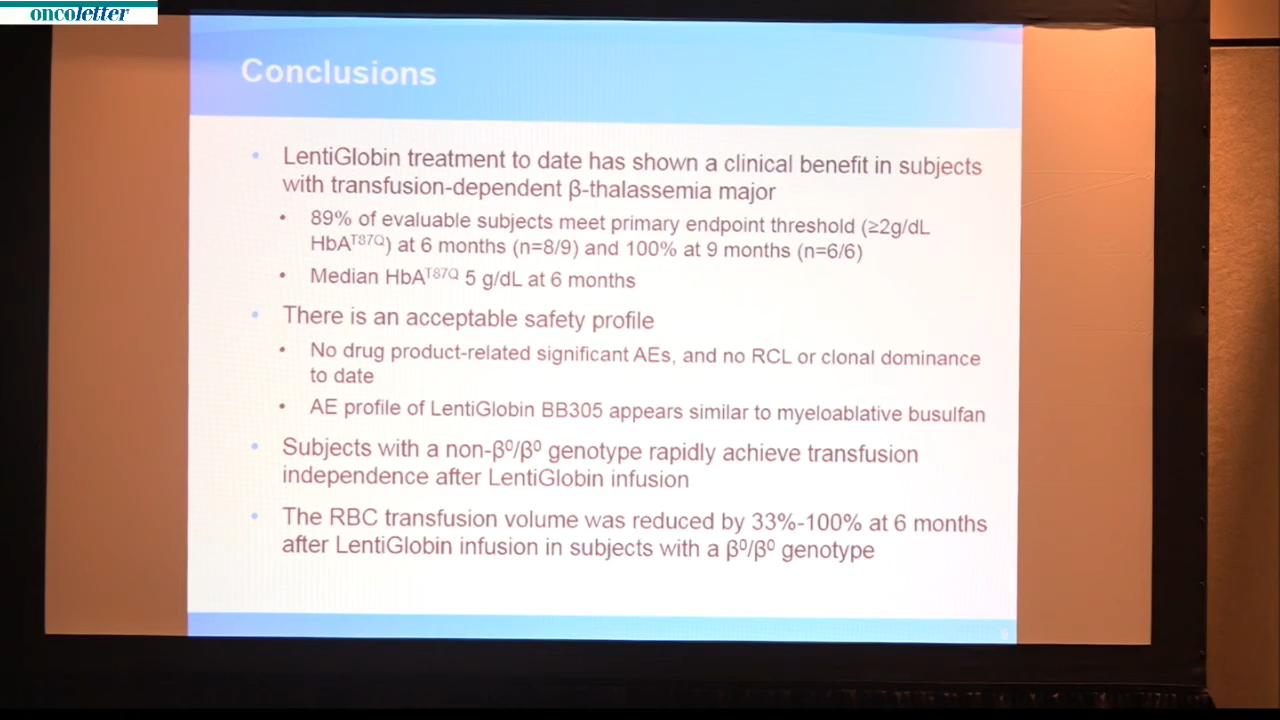 oncoletter
Conclusions
• LentiGlobin treatment to date has shown a clinical benefit in subjects
with transfusion-dependent β-thalassemia major
• 89% of evaluable subjects meet primary endpoint threshold (≥2g/dL
HbAᵀ⁸⁷Q) at 6 months (n=8/9) and 100% at 9 months (n=6/6)
• Median HbAᵀ⁸⁷Q 5 g/dL at 6 months
• There is an acceptable safety profile
• No drug product-related significant AEs, and no RCL or clonal dominance
to date
• AE profile of LentiGlobin BB305 appears similar to myeloablative busulfan
• Subjects with a non-β⁰/β⁰ genotype rapidly achieve transfusion
independence after LentiGlobin infusion
• The RBC transfusion volume was reduced by 33%-100% at 6 months
after LentiGlobin infusion in subjects with a β⁰/β⁰ genotype